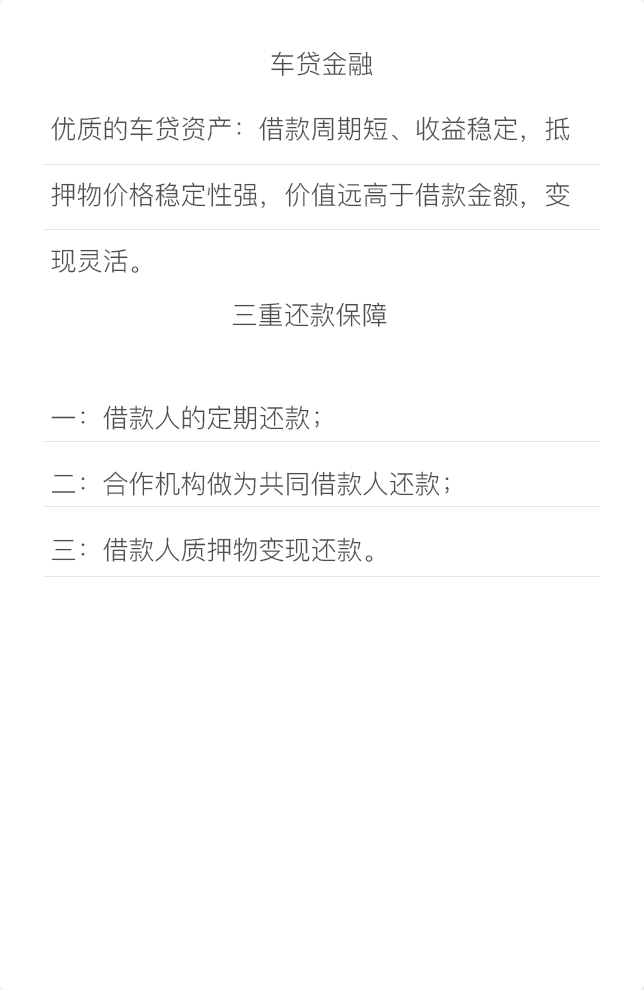 车贷金融
优质的车贷资产：借款周期短、收益稳定，抵
押物价格稳定性强，价值远高于借款金额，变
现灵活。
三重还款保障
一：借款人的定期还款；
二：合作机构做为共同借款人还款；
三：借款人质押物变现还款。